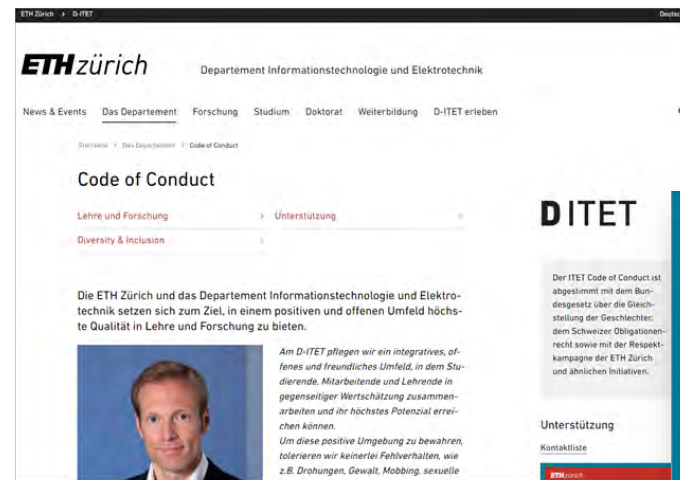 ETH Zürich > D-ITET
Deutsc
ETH zürich
Departement Informationstechnologie und Elektrotechnik
News & Events Das Departement Forschung Studium Doktorat Weiterbildung D-ITET erleben
Startseite > Das Departement > Code of Conduct
Code of Conduct
Lehre und Forschung > Unterstützung >
Diversity & Inclusion >
D ITET
Der ITET Code of Conduct ist
abgestimmt mit dem Bun-
desgesetz über die Gleich-
stellung der Geschlechter,
dem Schweizer Obligationen-
recht sowie mit der Respekt-
kampagne der ETH Zürich
und ähnlichen Initiativen.
Die ETH Zürich und das Departement Informationstechnologie und Elektro-
technik setzen sich zum Ziel, in einem positiven und offenen Umfeld höchs-
te Qualität in Lehre und Forschung zu bieten.
Am D-ITET pflegen wir ein integratives, of-
fenes und freundliches Umfeld, in dem Stu-
dierende, Mitarbeitende und Lehrende in
gegenseitiger Wertschätzung zusammen-
arbeiten und ihr höchstes Potenzial errei-
chen können.
Um diese positive Umgebung zu bewahren,
tolerieren wir keinerlei Fehlverhalten, wie
z.B. Drohungen, Gewalt, Mobbing, sexuelle
Unterstützung
Kontaktliste
ETH zürich